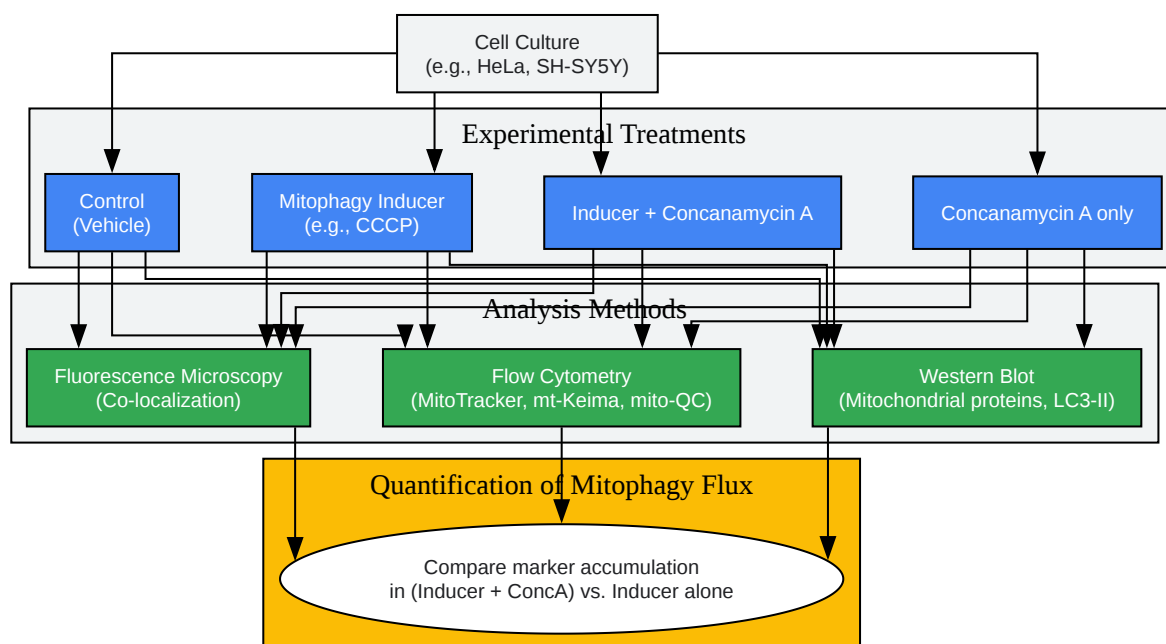 Cell Culture
(e.g., HeLa, SH-SY5Y)
Experimental Treatments
Control
(Vehicle)
Mitophagy Inducer
(e.g., CCCP)
Inducer + Concanamycin A
Concanamycin A only
Analysis Methods
Fluorescence Microscopy
(Co-localization)
Flow Cytometry
(MitoTracker, mt-Keima, mito-QC)
Western Blot
(Mitochondrial proteins, LC3-II)
Quantification of Mitophagy Flux
Compare marker accumulation
in (Inducer + ConcA) vs. Inducer alone